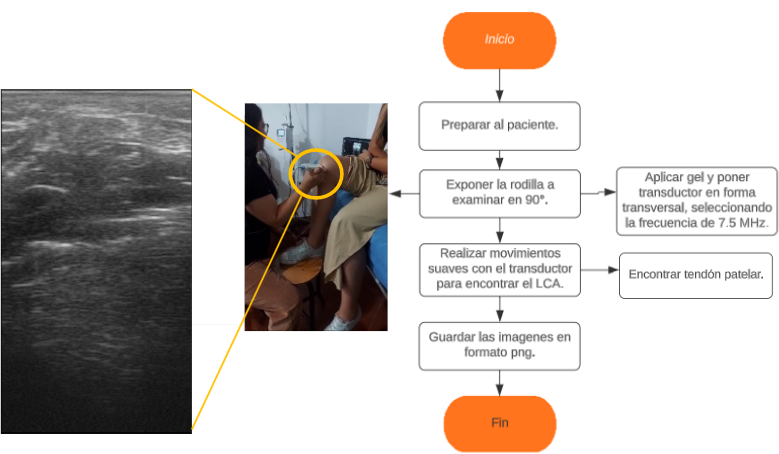 Inicio
Preparar al paciente.
Exponer la rodilla a
examinar en 90°.
Aplicar gel y poner
transductor en forma
transversal, seleccionando
la frecuencia de 7.5 MHz.
Realizar movimientos
suaves con el transductor
para encontrar el LCA.
Encontrar tendón patelar.
Guardar las imagenes en
formato png.
Fin